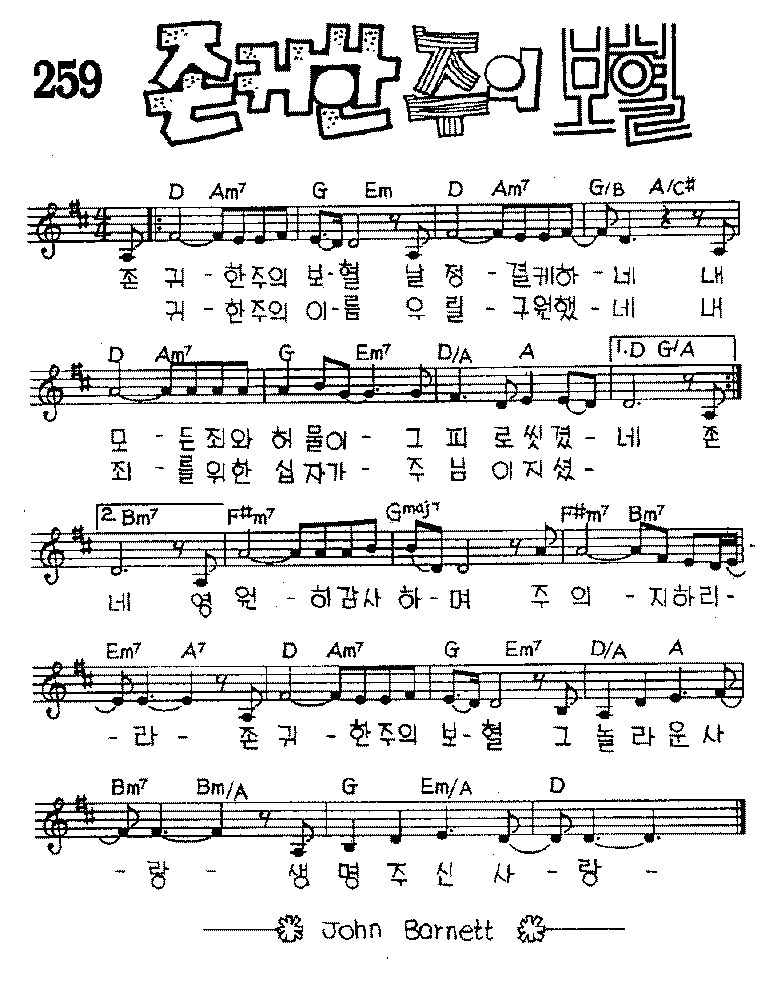 259 존귀한 주의 보혈
D Am7 G Em D Am7 G/B A/C#
존 귀 - 한주의 보-혈 날 정 - 결케하 - 네 내
귀 - 한주의 이-름 우 릴 - 구원했 - 네 내
D Am7 G Em7 D/A A 1.D G/A
모 - 든죄와 허물이 - 그 피 로씻겼 - 네 존
죄 - 를위한 십자가 - 주 님 이지셨 -
2. Bm7 F#m7 Gmaj7 F#m7 Bm7
네 영 원 - 히감사 하 - 며 주 의 - 지하리 -
Em7 A7 D Am7 G Em7 D/A A
- 라 - 존 귀 - 한주의 보 - 혈 그 놀 라 운 사
Bm7 Bm/A G Em/A D
- 랑 - 생 명 주 신 사 - 랑 -
John Barnett